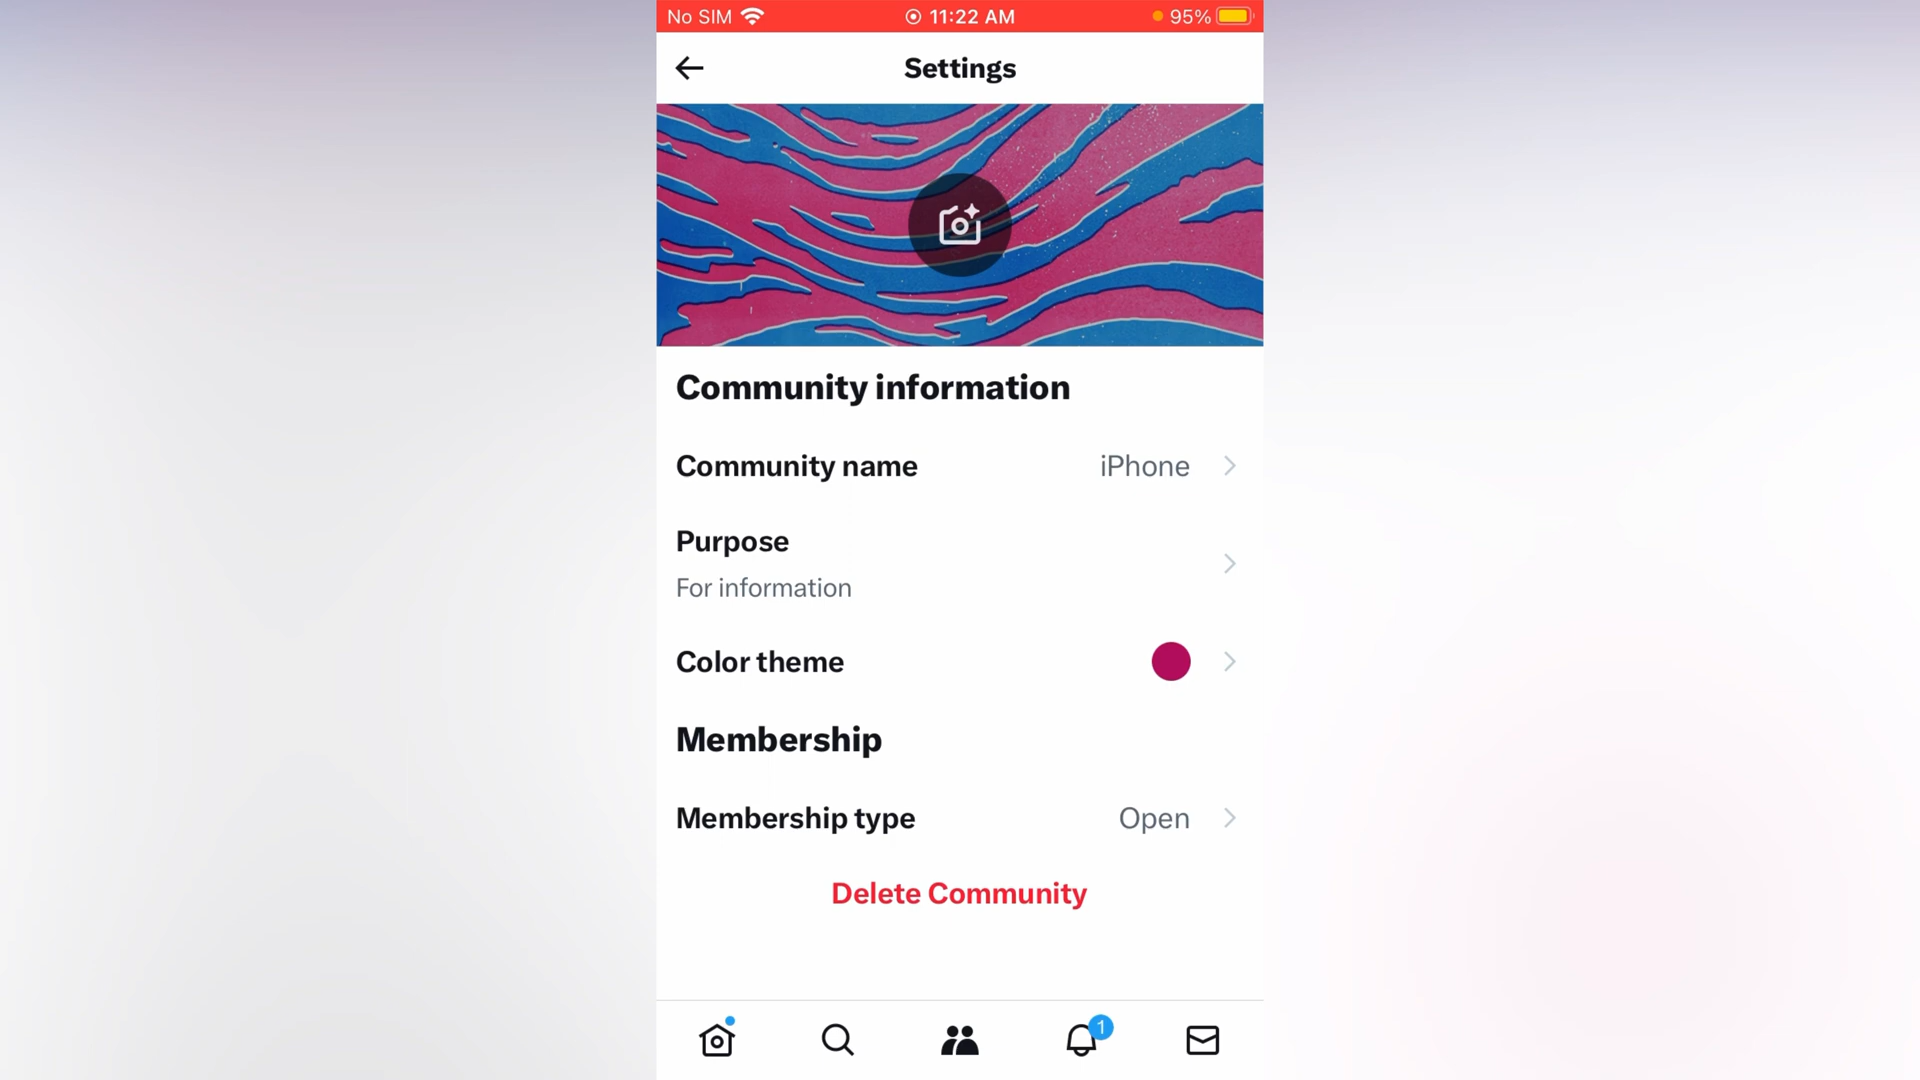 No SIM 11:22 AM 95%
Settings
Community information
Community name iPhone
Purpose
For information
Color theme
Membership
Membership type Open
Delete Community
1